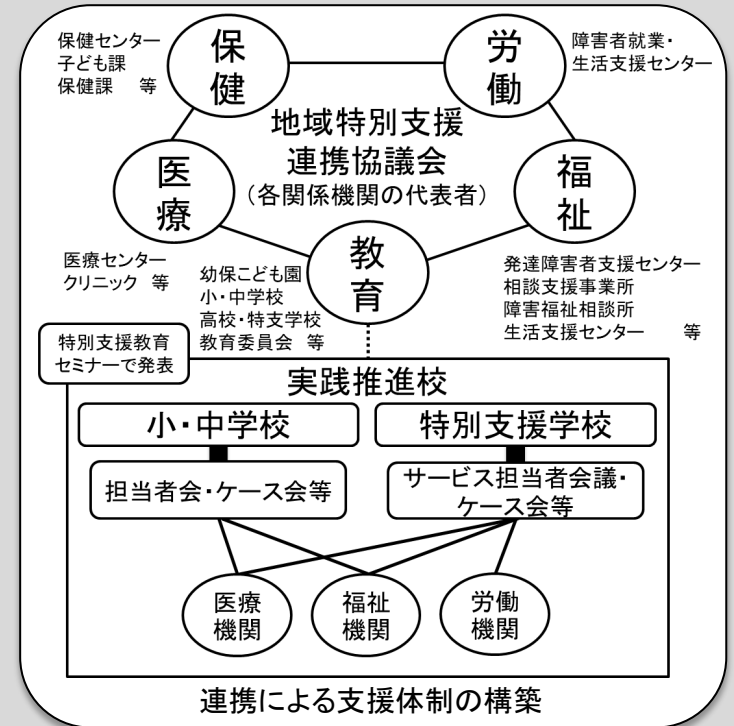 保健センター
子ども課
保健課　等
保
健
労
働
障害者就業・
生活支援センター
地域特別支援
連携協議会
（各関係機関の代表者）
医
療
福
祉
医療センター
クリニック　等
教
育
幼保こども園
小・中学校
高校・特支学校
教育委員会　等
発達障害者支援センター
相談支援事業所
障害福祉相談所
生活支援センター　　等
特別支援教育
セミナーで発表
実践推進校
小・中学校
特別支援学校
担当者会・ケース会等
サービス担当者会議・
ケース会等
医療
機関
福祉
機関
労働
機関
連携による支援体制の構築